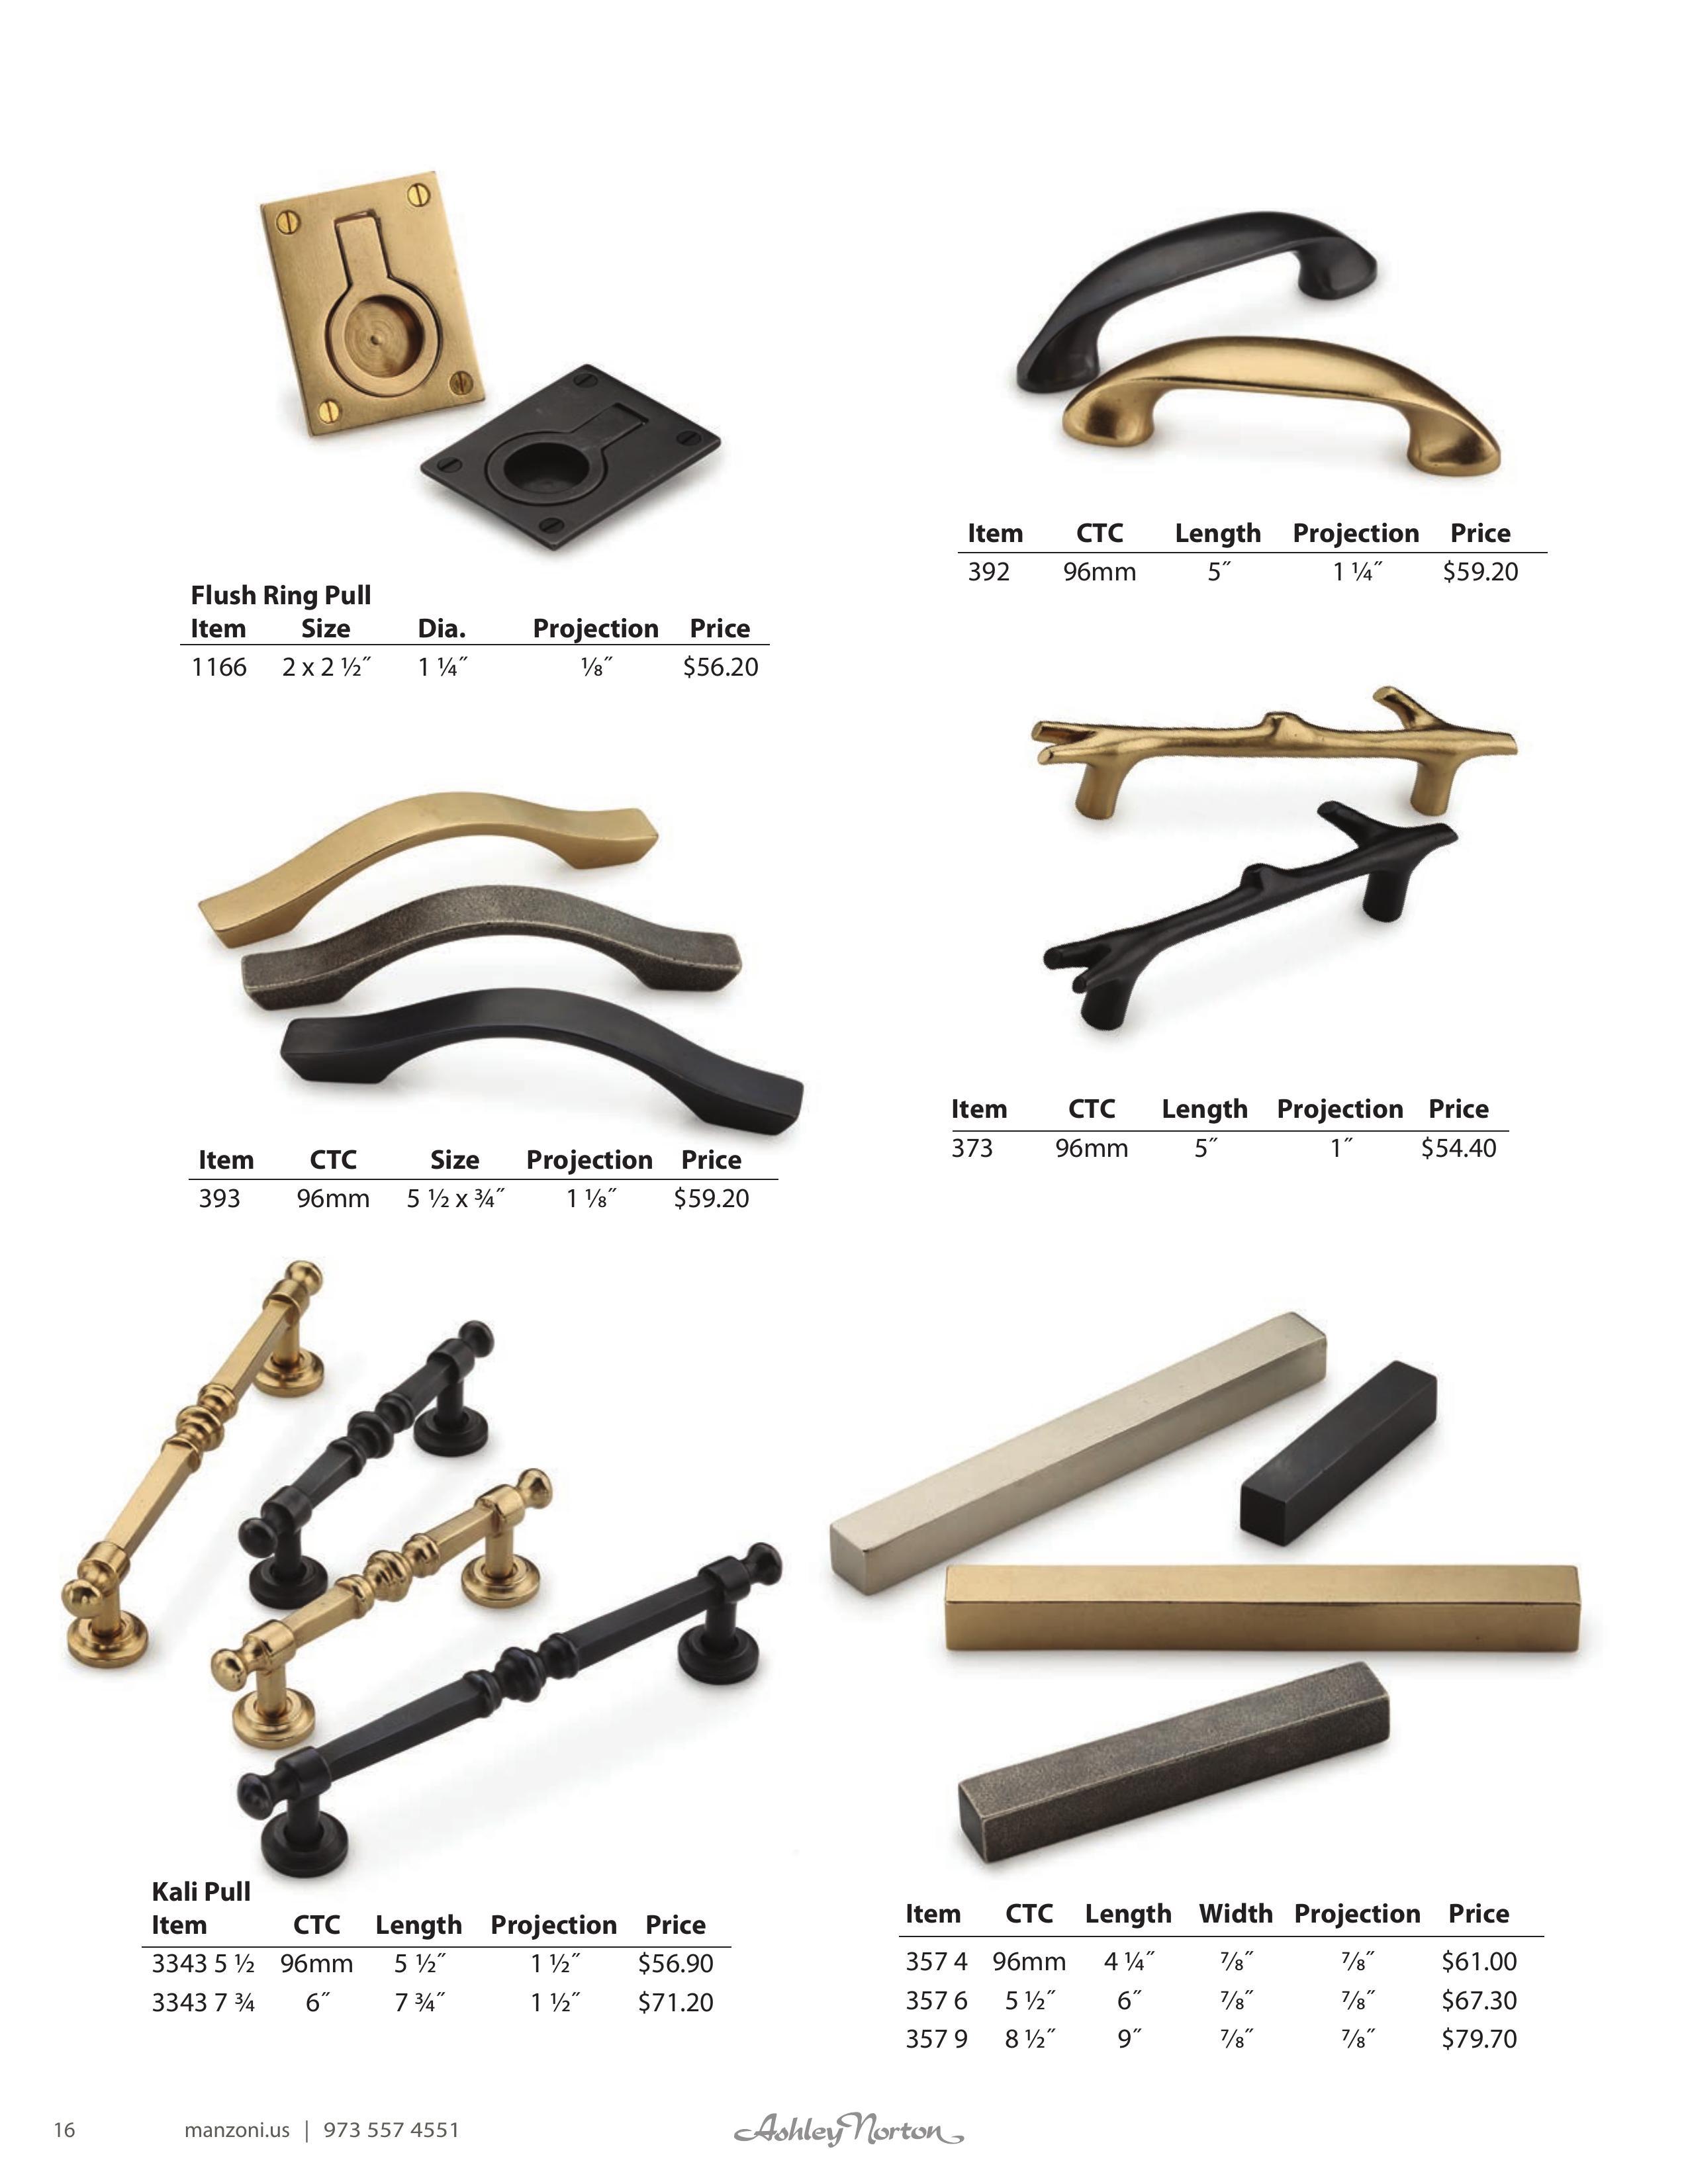 Flush Ring Pull
Item Size Dia. Projection Price
1166 2 x 2 ½˝ 1 ¼˝ ⅛˝ $56.20
Item CTC Length Projection Price
392 96mm 5˝ 1 ¼˝ $59.20
Item CTC Size Projection Price
393 96mm 5 ½ x ¾˝ 1 ⅛˝ $59.20
Item CTC Length Projection Price
373 96mm 5˝ 1˝ $54.40
Kali Pull
Item CTC Length Projection Price
3343 5 ½ 96mm 5 ½˝ 1 ½˝ $56.90
3343 7 ¾ 6˝ 7 ¾˝ 1 ½˝ $71.20
Item CTC Length Width Projection Price
357 4 96mm 4 ¼˝ ⅞˝ ⅞˝ $61.00
357 6 5 ½˝ 6˝ ⅞˝ ⅞˝ $67.30
357 9 8 ½˝ 9˝ ⅞˝ ⅞˝ $79.70
16 manzoni.us | 973 557 4551 Ashley Norton